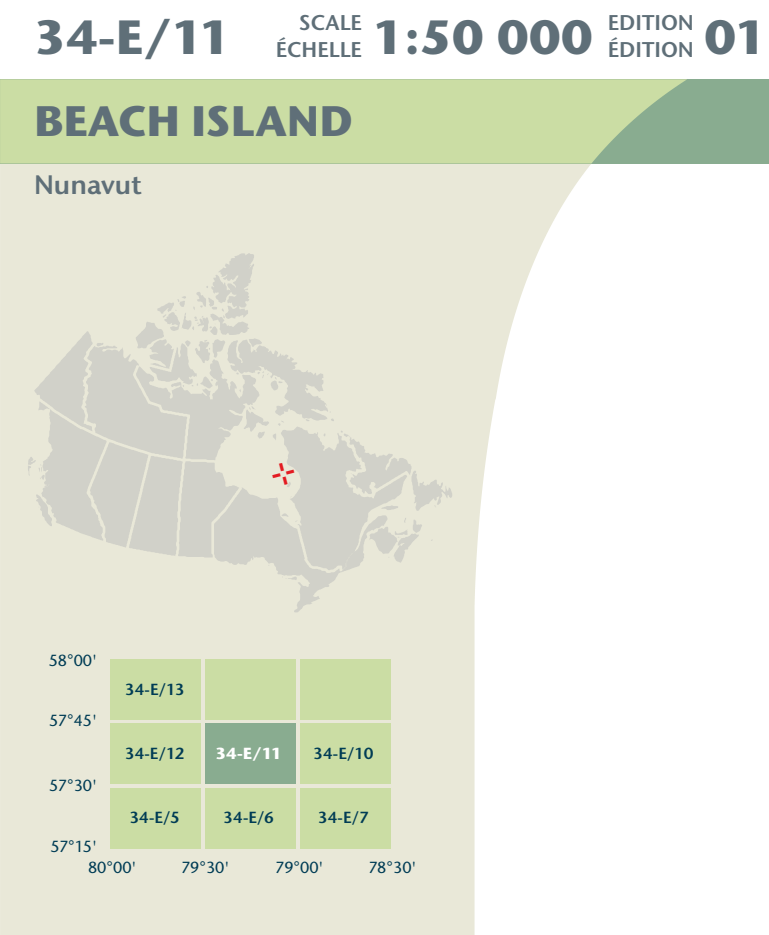 34-E/11 SCALE ÉCHELLE 1:50 000 EDITION ÉDITION 01
BEACH ISLAND
Nunavut
58°00'
34-E/13
57°45'
34-E/12 34-E/11 34-E/10
57°30'
34-E/5 34-E/6 34-E/7
57°15'
80°00' 79°30' 79°00' 78°30'